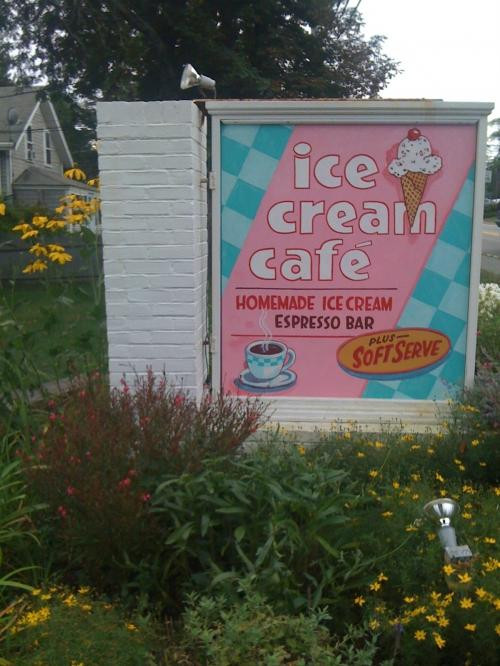 ice
cream
café
HOMEMADE ICE CREAM
ESPRESSO BAR
PLUS
SOFT SERVE